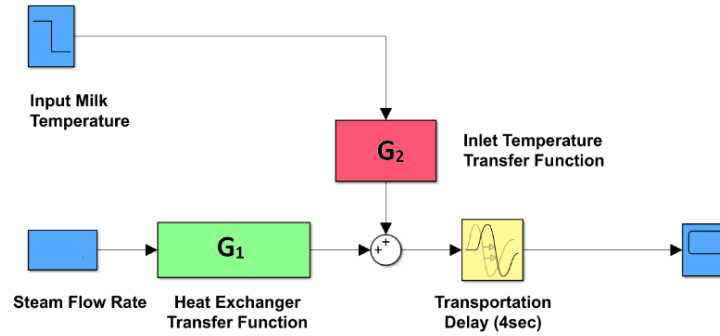 Input Milk
Temperature
G₂
Inlet Temperature
Transfer Function
G₁
++
Steam Flow Rate
Heat Exchanger
Transfer Function
Transportation
Delay (4sec)